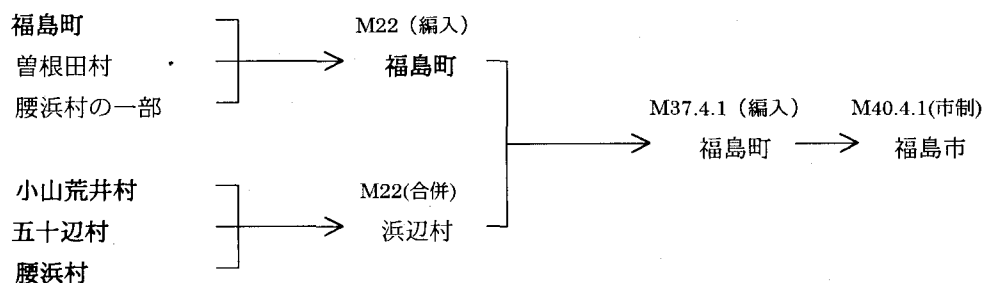 福島町
曽根田村
腰浜村の一部
M22（編入）
福島町
小山荒井村
五十辺村
腰浜村
M22(合併)
浜辺村
M37.4.1（編入）
福島町
M40.4.1(市制)
福島市